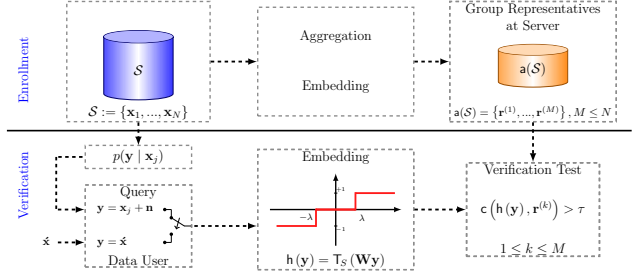 Enrollment
𝒮
𝒮 := {x₁, ..., x_N}
Aggregation
Embedding
Group Representatives
at Server
a(𝒮)
a(𝒮) = {r⁽¹⁾, ..., r⁽ᴹ⁾}, M ≤ N
Verification
p(y | x_j)
Query
y = x_j + n
x́
y = x́
Data User
Embedding
+1
−λ
λ
−1
h(y) = T_S(Wy)
Verification Test
c(h(y), r⁽ᵏ⁾) > τ
1 ≤ k ≤ M